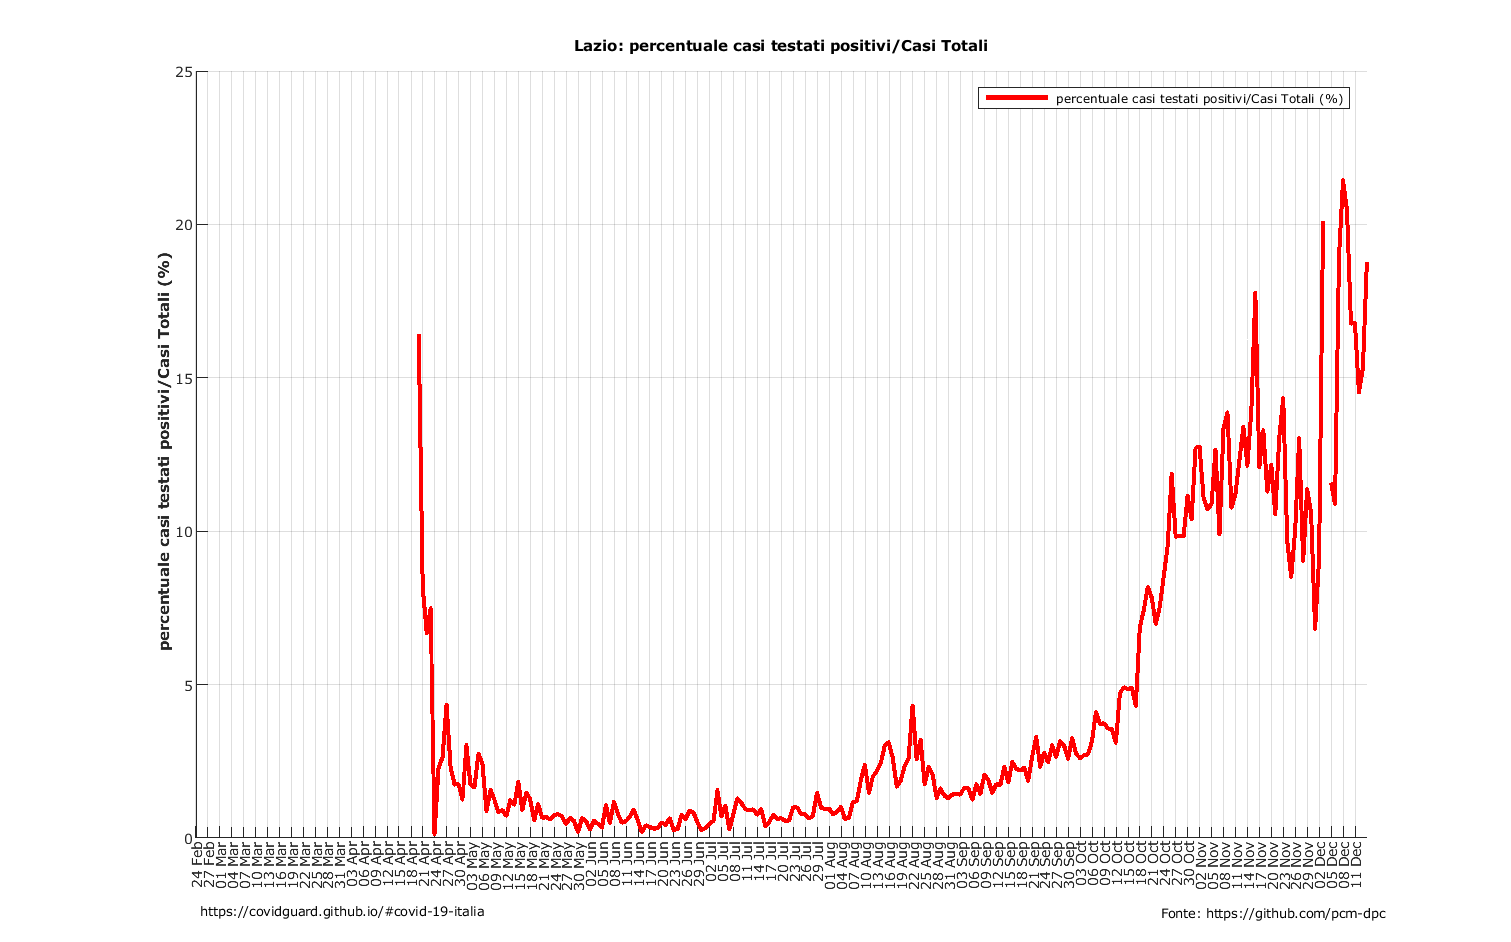 Lazio: percentuale casi testati positivi/Casi Totali
percentuale casi testati positivi/Casi Totali (%)
percentuale casi testati positivi/Casi Totali (%)
25
20
15
10
5
0
24 Feb
27 Feb
01 Mar
04 Mar
07 Mar
10 Mar
13 Mar
16 Mar
19 Mar
22 Mar
25 Mar
28 Mar
31 Mar
03 Apr
06 Apr
09 Apr
12 Apr
15 Apr
18 Apr
21 Apr
24 Apr
27 Apr
30 Apr
03 May
06 May
09 May
12 May
15 May
18 May
21 May
24 May
27 May
30 May
02 Jun
05 Jun
08 Jun
11 Jun
14 Jun
17 Jun
20 Jun
23 Jun
26 Jun
29 Jun
02 Jul
05 Jul
08 Jul
11 Jul
14 Jul
17 Jul
20 Jul
23 Jul
26 Jul
29 Jul
01 Aug
04 Aug
07 Aug
10 Aug
13 Aug
16 Aug
19 Aug
22 Aug
25 Aug
28 Aug
31 Aug
03 Sep
06 Sep
09 Sep
12 Sep
15 Sep
18 Sep
21 Sep
24 Sep
27 Sep
30 Sep
03 Oct
06 Oct
09 Oct
12 Oct
15 Oct
18 Oct
21 Oct
24 Oct
27 Oct
30 Oct
02 Nov
05 Nov
08 Nov
11 Nov
14 Nov
17 Nov
20 Nov
23 Nov
26 Nov
29 Nov
02 Dec
05 Dec
08 Dec
11 Dec
https://covidguard.github.io/#covid-19-italia
Fonte: https://github.com/pcm-dpc